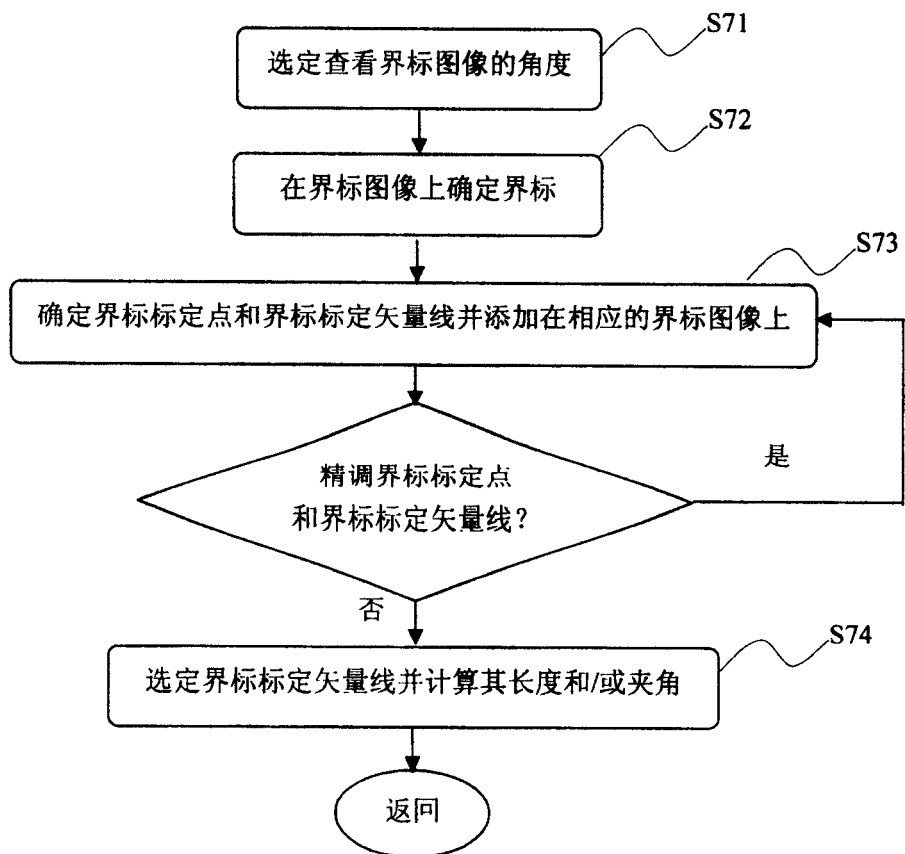 S71
选定查看界标图像的角度
S72
在界标图像上确定界标
S73
确定界标标定点和界标标定矢量线并添加在相应的界标图像上
精调界标标定点
和界标标定矢量线？
是
否
S74
选定界标标定矢量线并计算其长度和/或夹角
返回